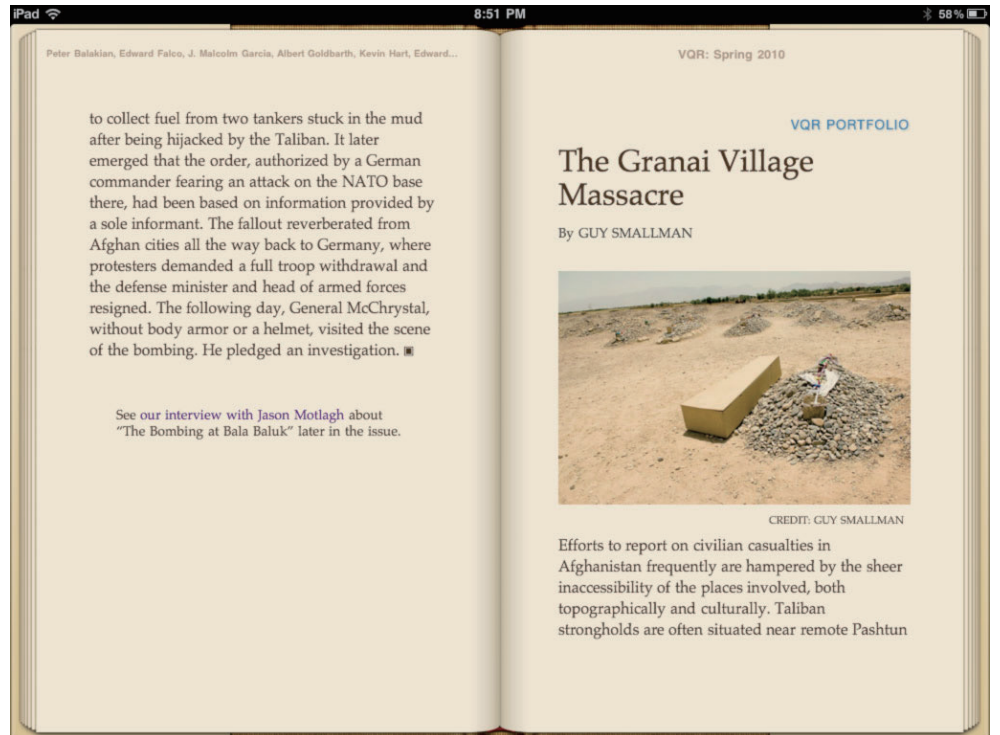 iPad 8:51 PM 58%
Peter Balakian, Edward Falco, J. Malcolm Garcia, Albert Goldbarth, Kevin Hart, Edward...
to collect fuel from two tankers stuck in the mud
after being hijacked by the Taliban. It later
emerged that the order, authorized by a German
commander fearing an attack on the NATO base
there, had been based on information provided by
a sole informant. The fallout reverberated from
Afghan cities all the way back to Germany, where
protesters demanded a full troop withdrawal and
the defense minister and head of armed forces
resigned. The following day, General McChrystal,
without body armor or a helmet, visited the scene
of the bombing. He pledged an investigation.
See our interview with Jason Motlagh about
“The Bombing at Bala Baluk” later in the issue.
VQR: Spring 2010
VQR PORTFOLIO
The Granai Village
Massacre
By GUY SMALLMAN
CREDIT: GUY SMALLMAN
Efforts to report on civilian casualties in
Afghanistan frequently are hampered by the sheer
inaccessibility of the places involved, both
topographically and culturally. Taliban
strongholds are often situated near remote Pashtun